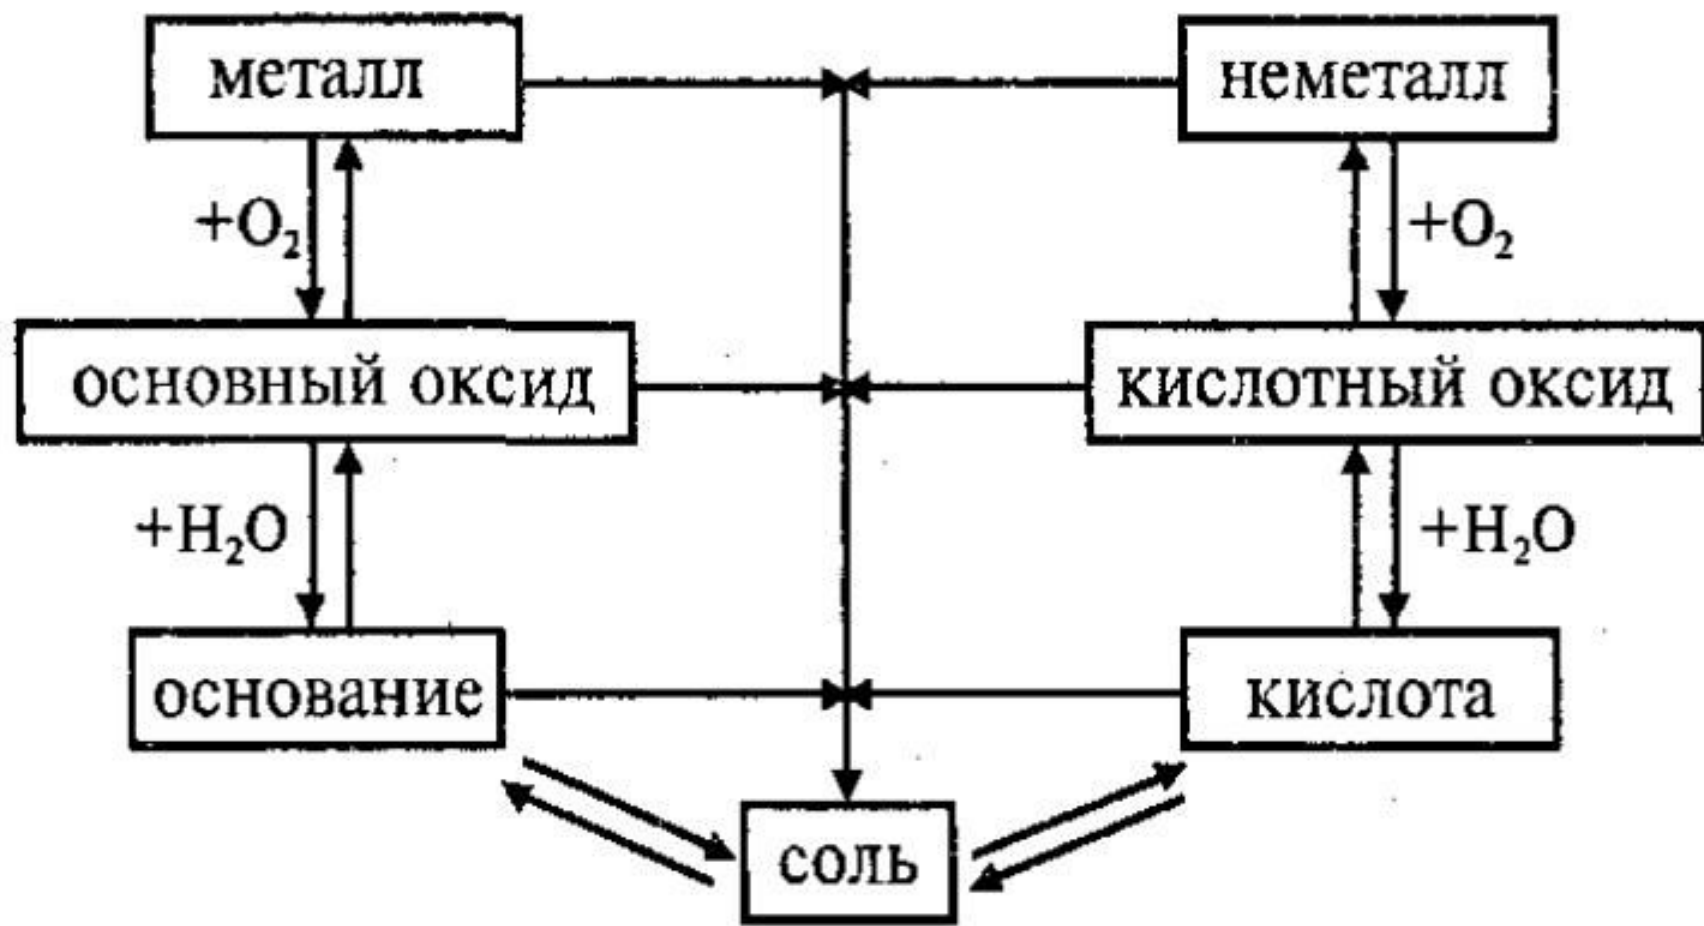 металл
неметалл
+O₂
+O₂
основный оксид
кислотный оксид
+H₂O
+H₂O
основание
кислота
соль